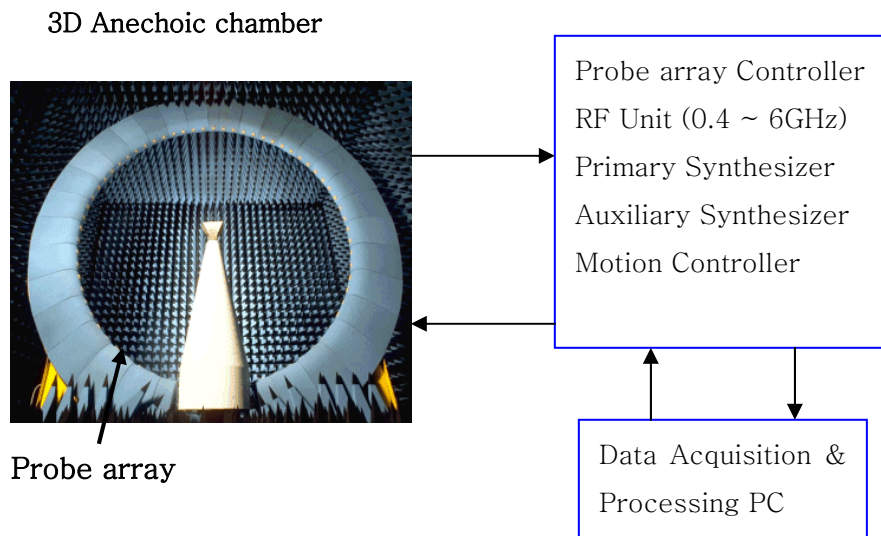 3D Anechoic chamber
Probe array Controller
RF Unit (0.4 ~ 6GHz)
Primary Synthesizer
Auxiliary Synthesizer
Motion Controller
Probe array
Data Acquisition &
Processing PC